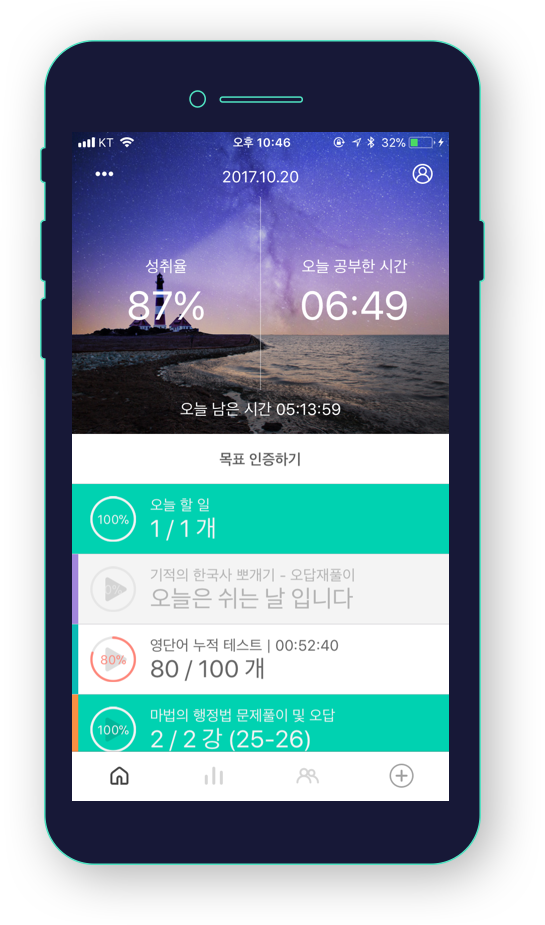 KT 오후 10:46 32%
2017.10.20
성취율 오늘 공부한 시간
87% 06:49
오늘 남은 시간 05:13:59
목표 인증하기
100%
오늘 할 일
1 / 1 개
기적의 한국사 뽀개기 - 오답재풀이
오늘은 쉬는 날 입니다
80%
영단어 누적 테스트 | 00:52:40
80 / 100 개
100%
마법의 행정법 문제풀이 및 오답
2 / 2 강 (25-26)